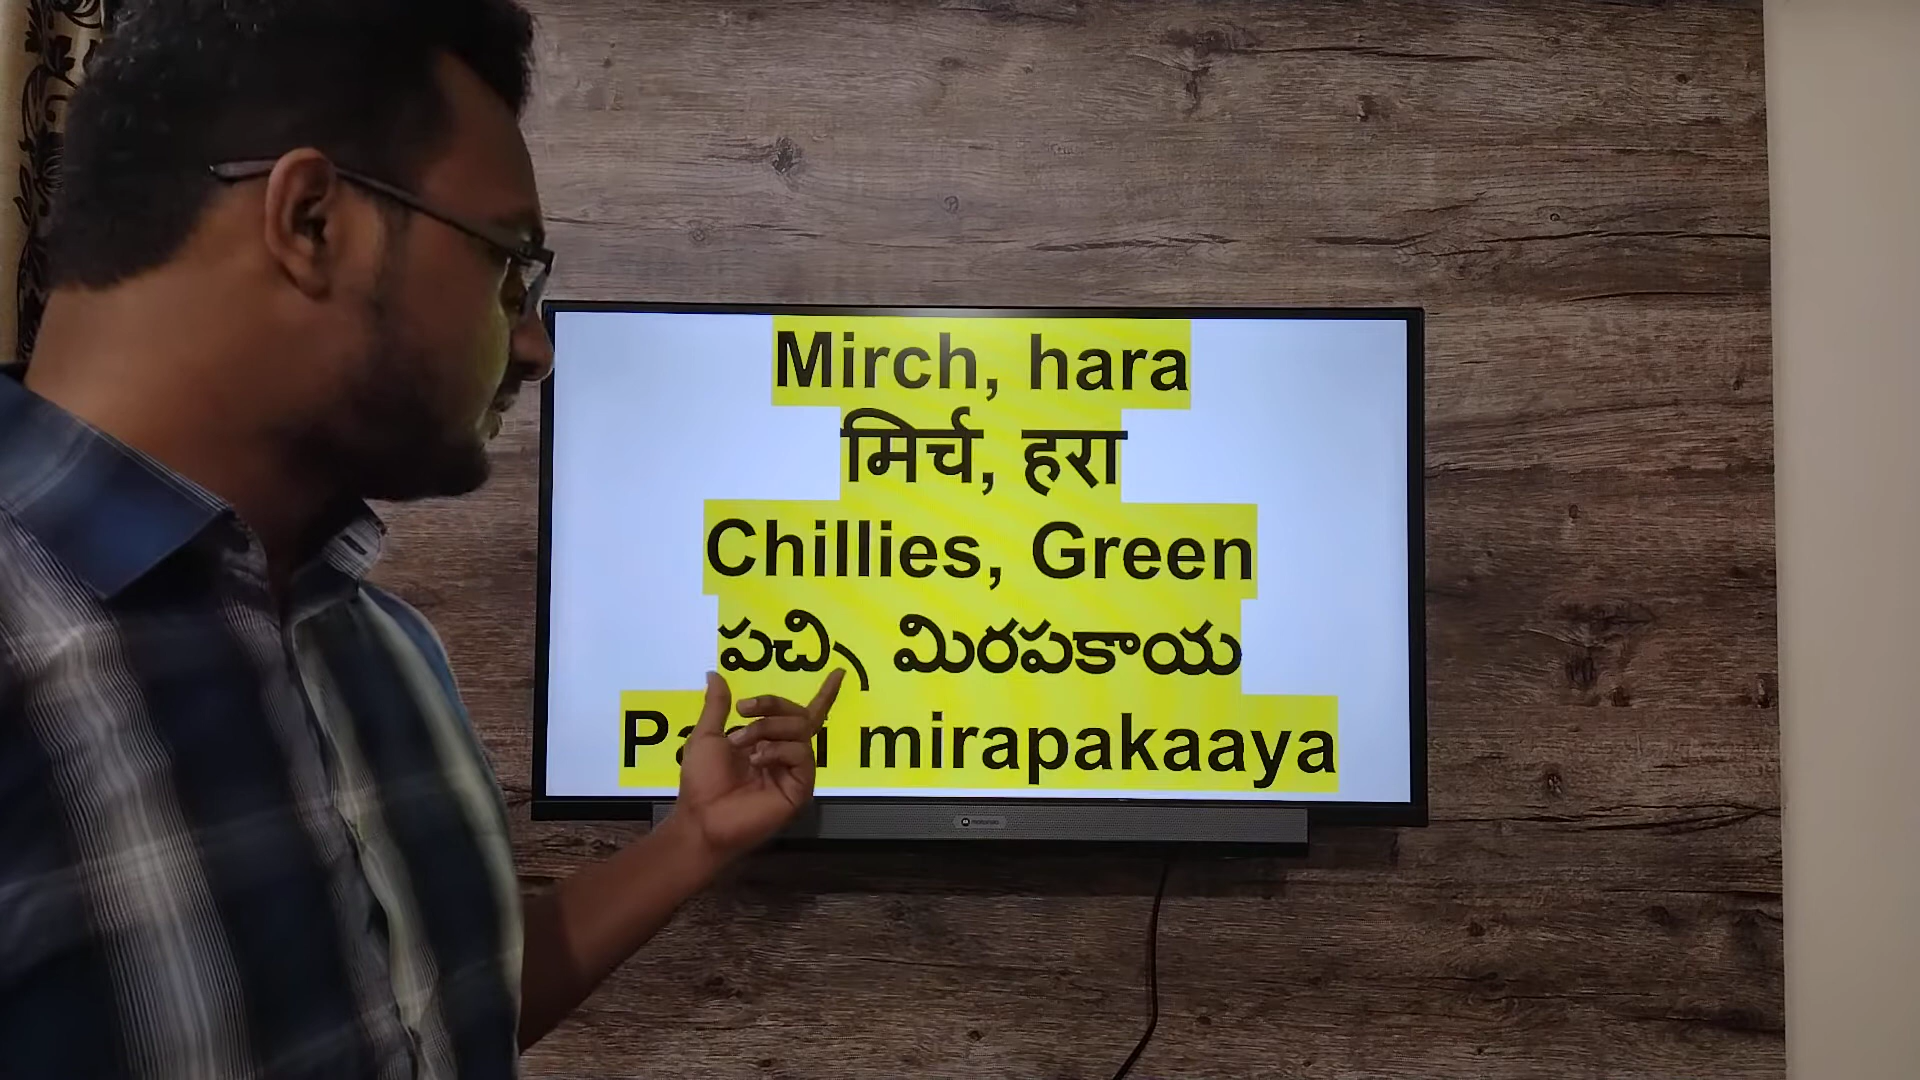 Mirch, hara
मिर्च, हरा
Chillies, Green
పచ్చి మిరపకాయ
mirapakaaya